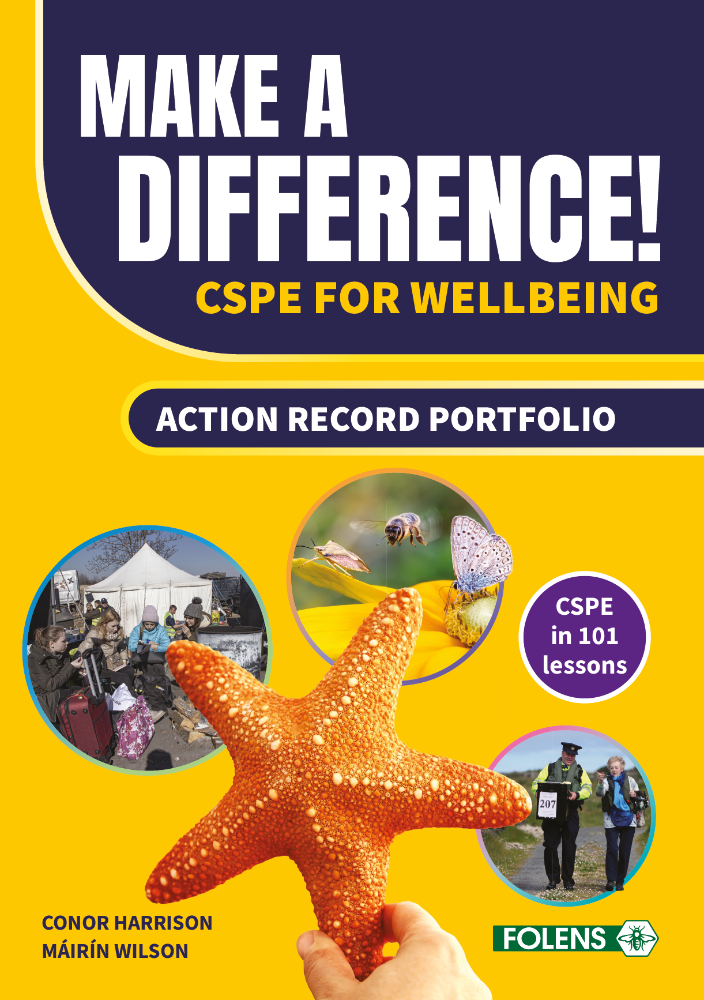 MAKE A
DIFFERENCE!
CSPE FOR WELLBEING
ACTION RECORD PORTFOLIO
CSPE
in 101
lessons
207
CONOR HARRISON
MÁIRÍN WILSON
FOLENS